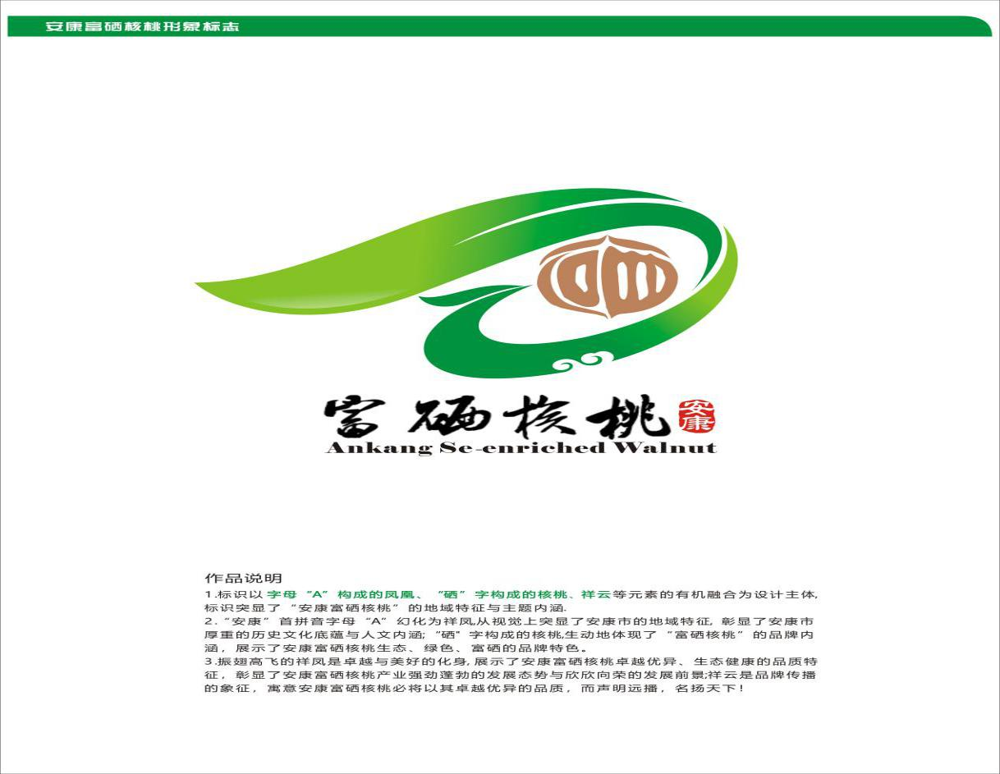 安康富硒核桃形象标志
富硒核桃
安康
Ankang Se-enriched Walnut
作品说明
1.标识以字母“A”构成的凤凰、“硒”字构成的核桃、祥云等元素的有机融合为设计主体,
标识突显了“安康富硒核桃”的地域特征与主题内涵.
2.“安康”首拼音字母“A”幻化为祥凤,从视觉上突显了安康市的地域特征, 彰显了安康市
厚重的历史文化底蕴与人文内涵;“硒”字构成的核桃,生动地体现了“富硒核桃”的品牌内
涵，展示了安康富硒核桃生态、绿色、富硒的品牌特色。
3.振翅高飞的祥凤是卓越与美好的化身,展示了安康富硒核桃卓越优异、生态健康的品质特
征，彰显了安康富硒核桃产业强劲蓬勃的发展态势与欣欣向荣的发展前景;祥云是品牌传播
的象征，寓意安康富硒核桃必将以其卓越优异的品质，而声明远播，名扬天下!